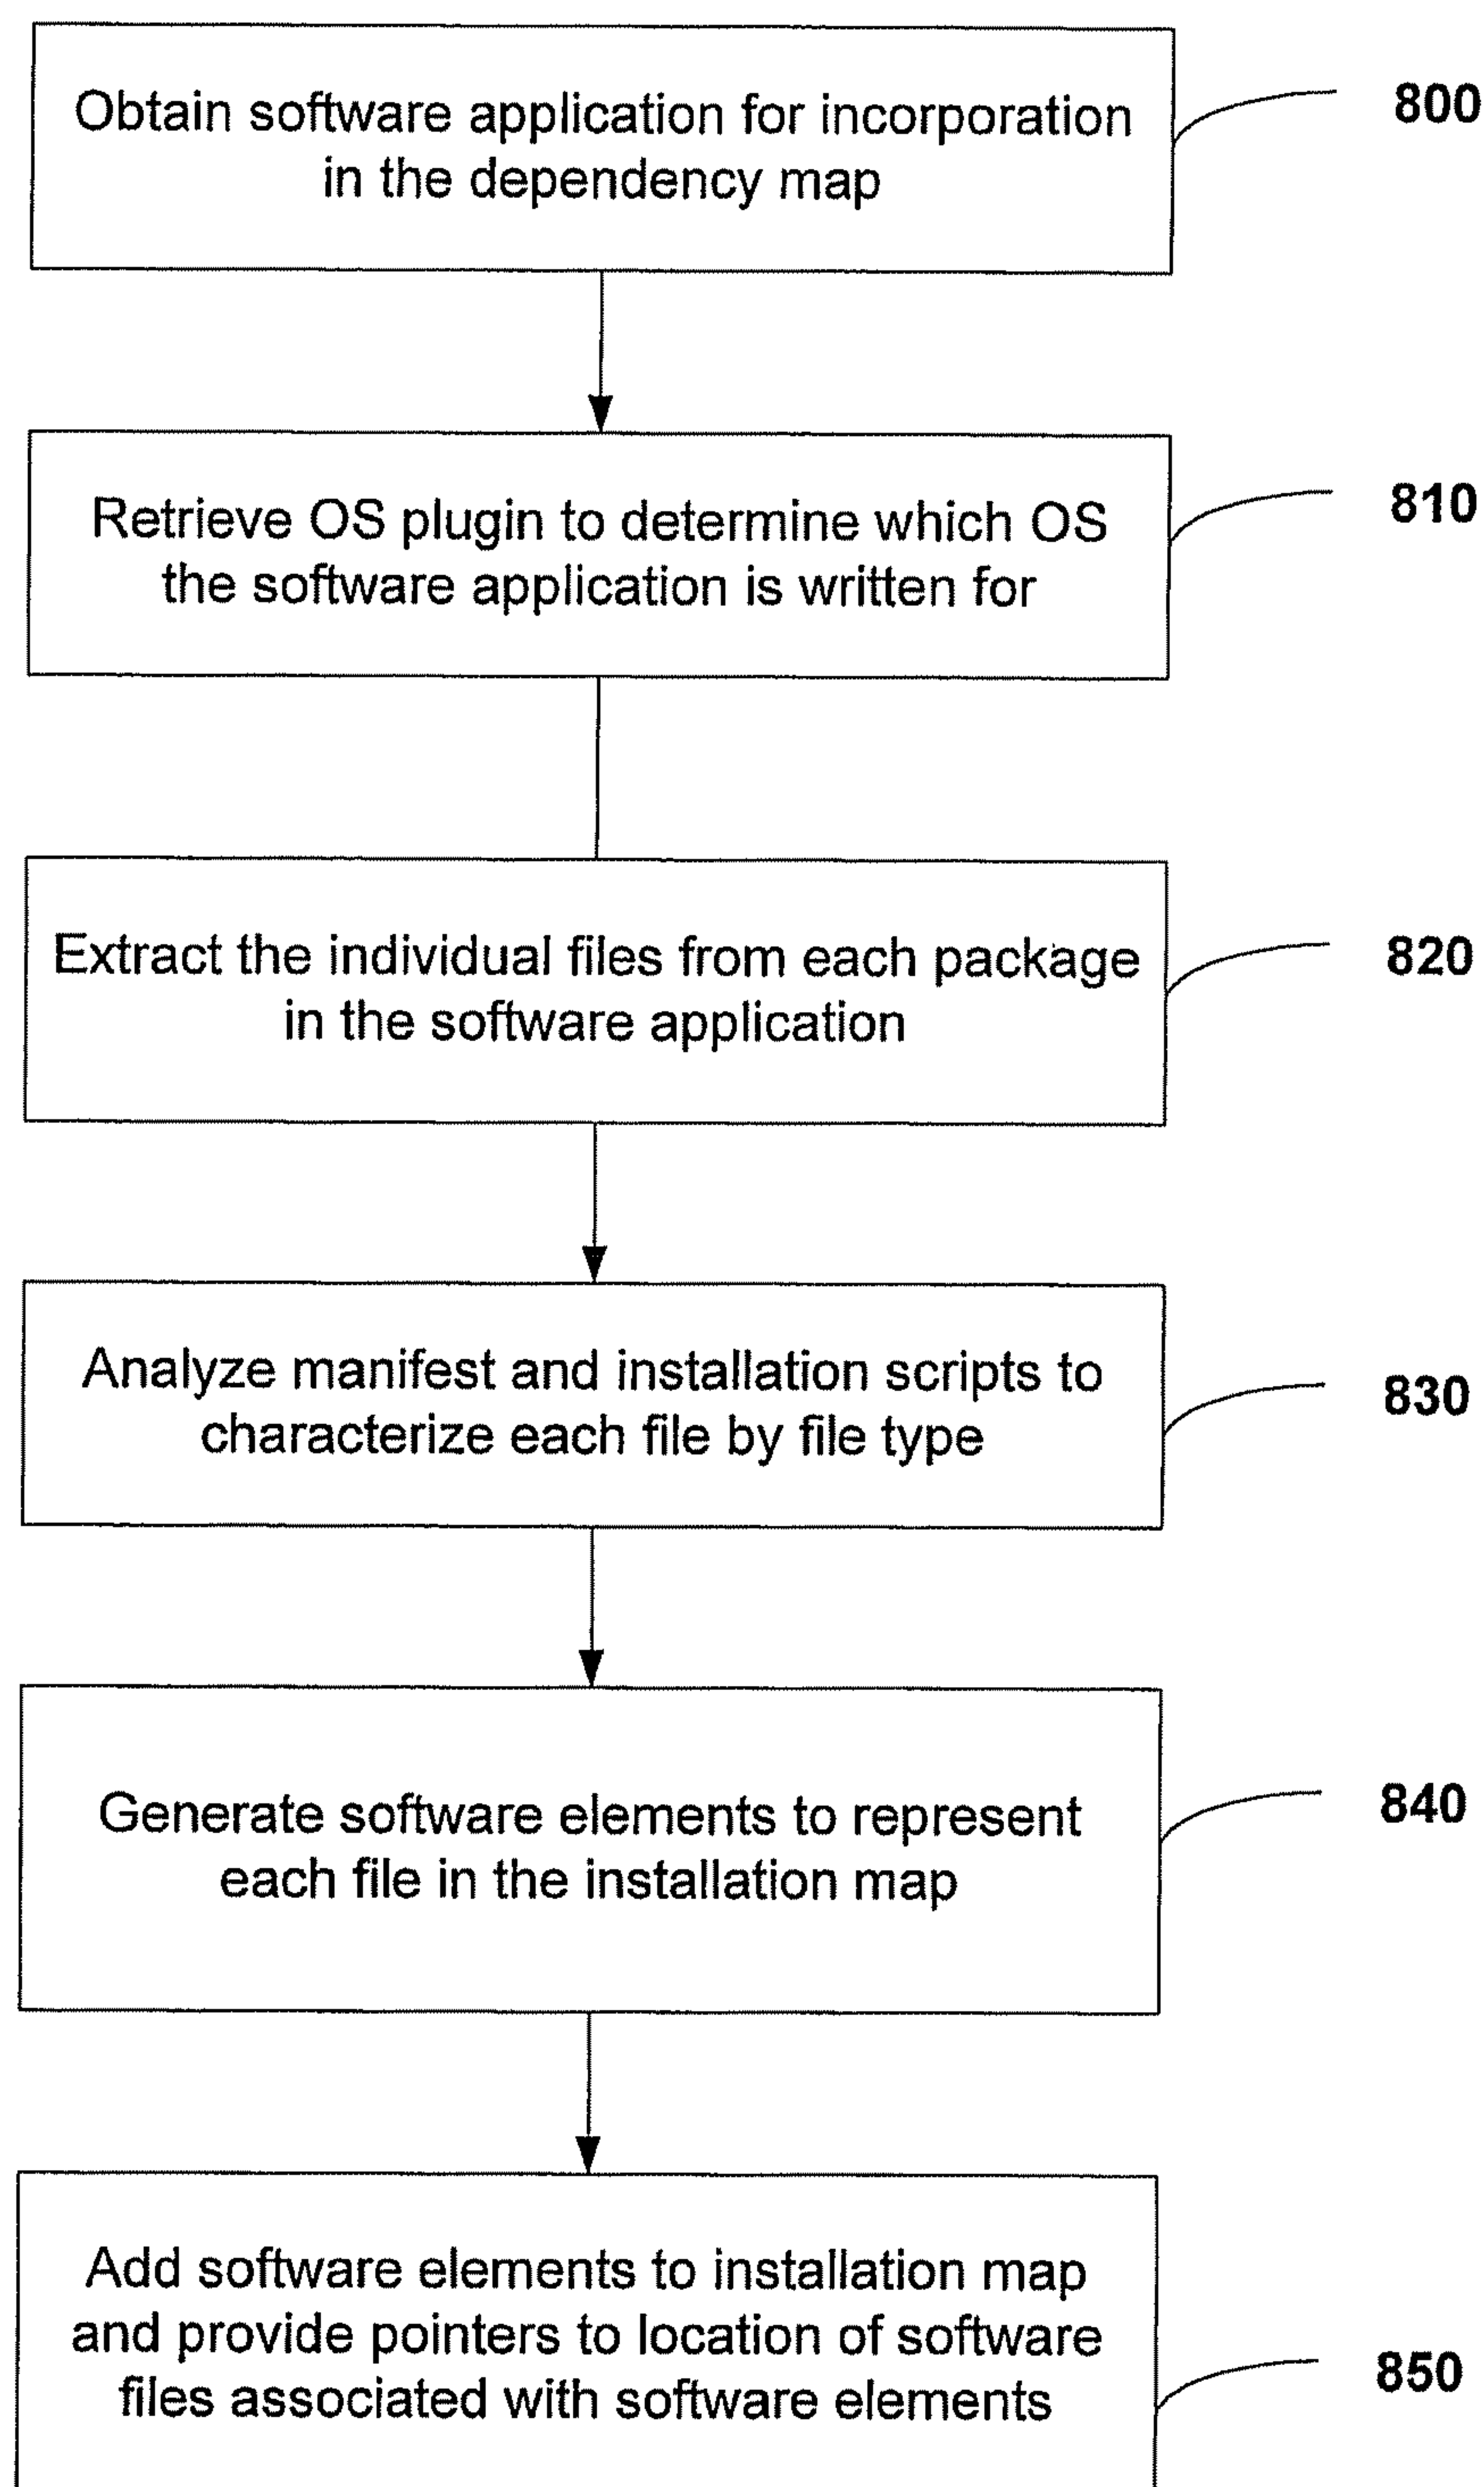 Obtain software application for incorporation
in the dependency map
800
Retrieve OS plugin to determine which OS
the software application is written for
810
Extract the individual files from each package
in the software application
820
Analyze manifest and installation scripts to
characterize each file by file type
830
Generate software elements to represent
each file in the installation map
840
Add software elements to installation map
and provide pointers to location of software
files associated with software elements
850